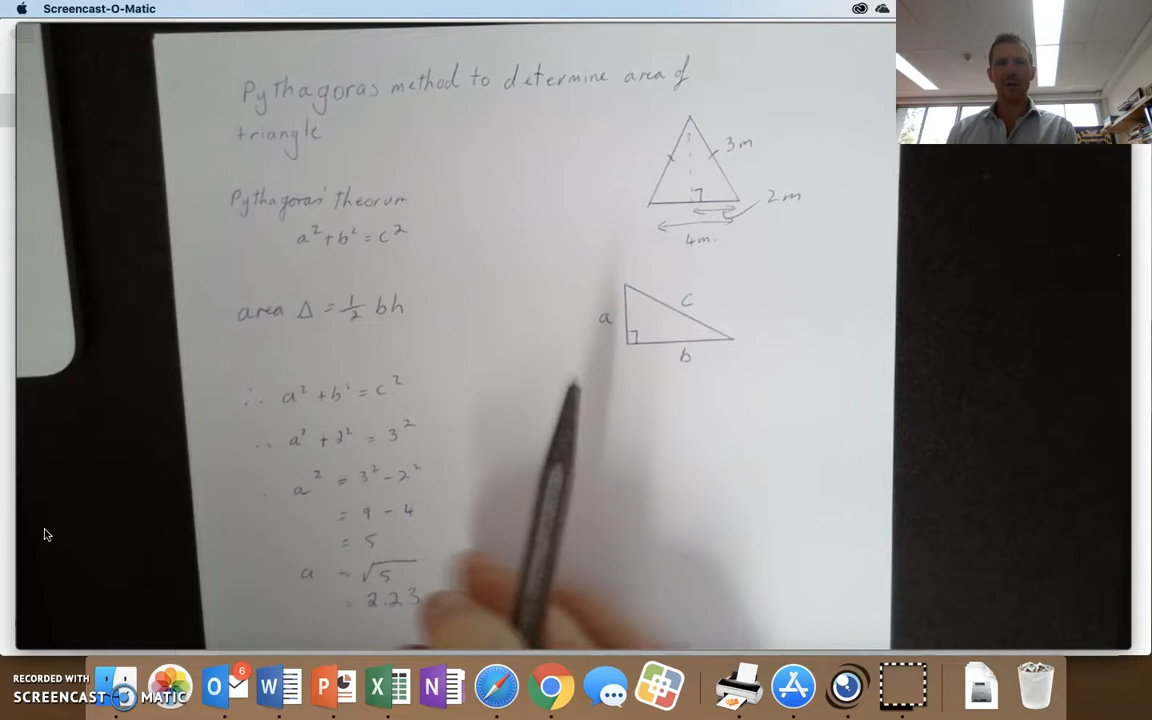 Screencast-O-Matic
Pythagoras method to determine area of
triangle
3m
2m
4m.
Pythagoras' theorum
a² + b² = c²
area Δ = 1/2 bh
a
c
b
∴ a² + b² = c²
∴ a² + 2² = 3²
a² = 3² - 2²
= 9 - 4
= 5
a = √5
= 2.23
RECORDED WITH
SCREENCAST-O-MATIC
6